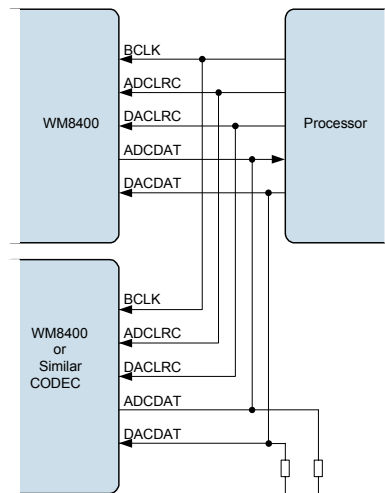 BCLK
ADCLRC
WM8400
DACLRC
Processor
ADCDAT
DACDAT
BCLK
WM8400
or
Similar
CODEC
ADCLRC
DACLRC
ADCDAT
DACDAT